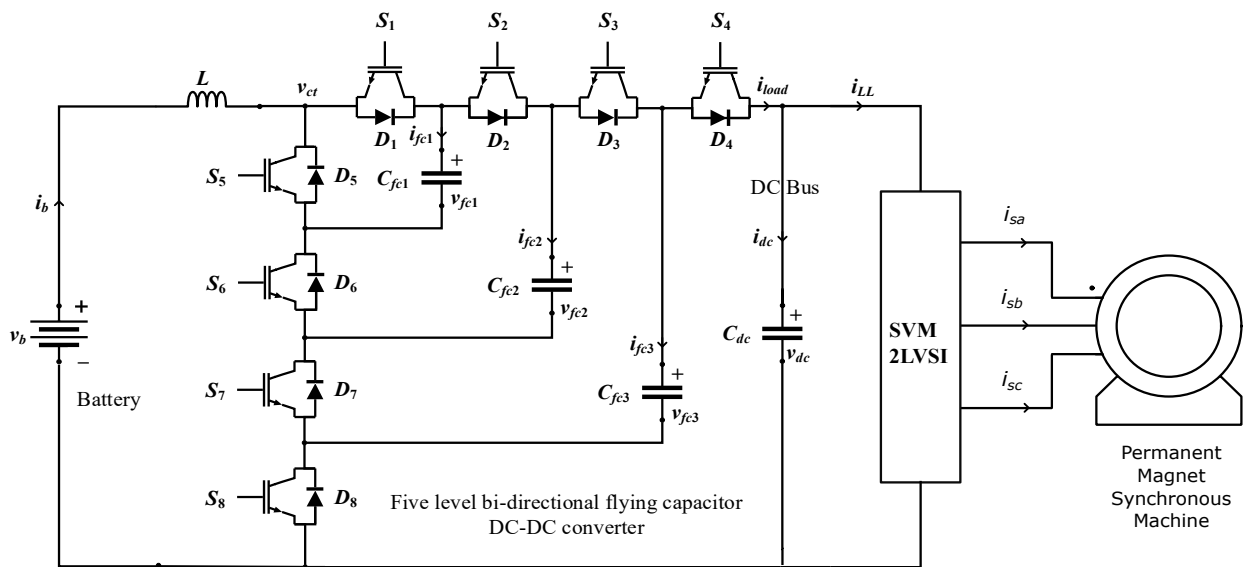 S1
S2
S3
S4
L
vct
iload
iLL
D1
D2
D3
D4
ifc1
S5
D5
Cfc1
+
vfc1
DC Bus
ib
ifc2
idc
isa
S6
D6
Cfc2
+
vfc2
+
vb
−
Cdc
+
vdc
SVM
2LVSI
isb
ifc3
isc
Battery
S7
D7
Cfc3
+
vfc3
S8
D8
Five level bi-directional flying capacitor
DC-DC converter
Permanent
Magnet
Synchronous
Machine